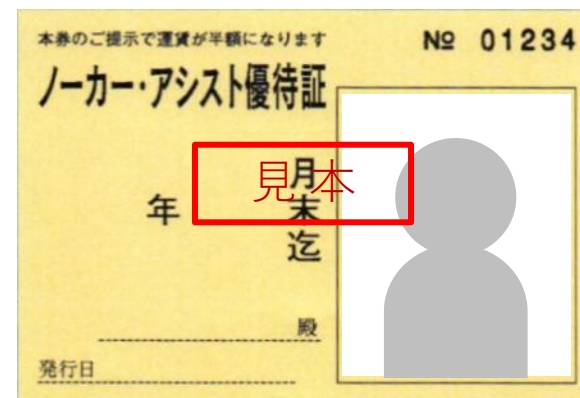 本券のご提示で運賃が半額になります
№ 01234
ノーカー・アシスト優待証
見本
年 月末迄
殿
発行日